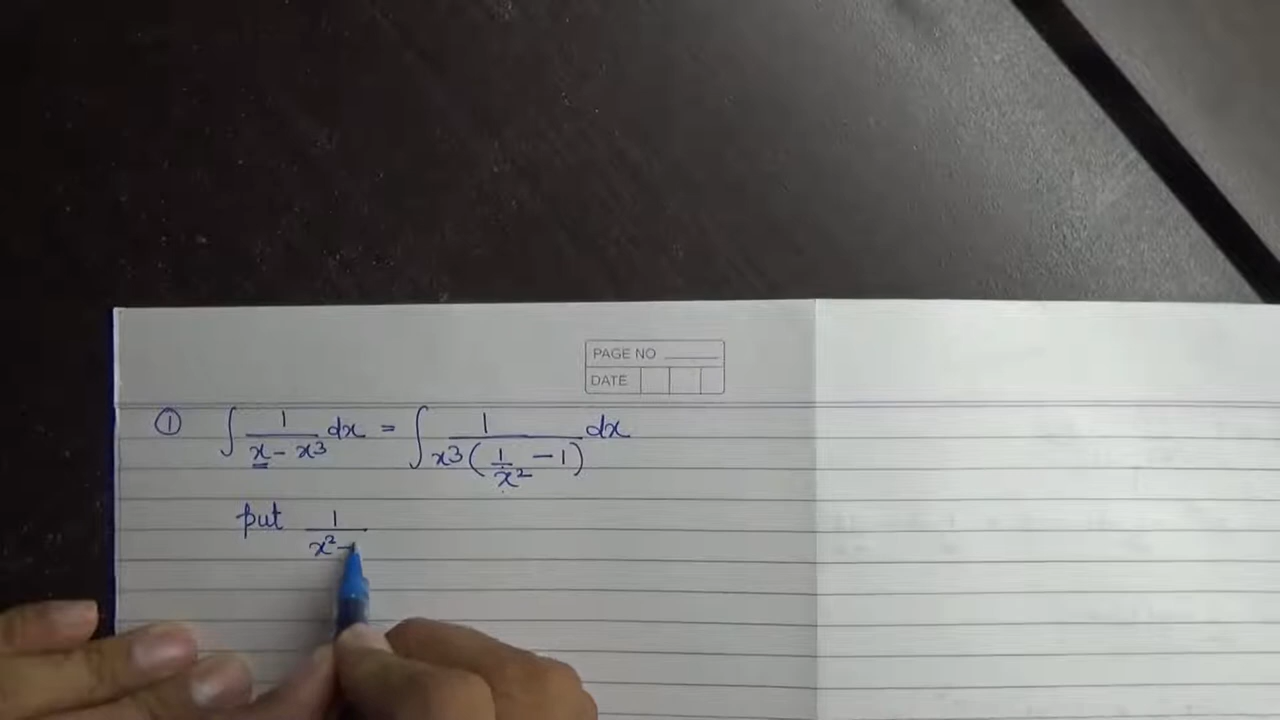 PAGE NO
DATE
① ∫ 1/(x - x³) dx = ∫ 1/(x³(1/x² - 1)) dx
put 1/(x² -